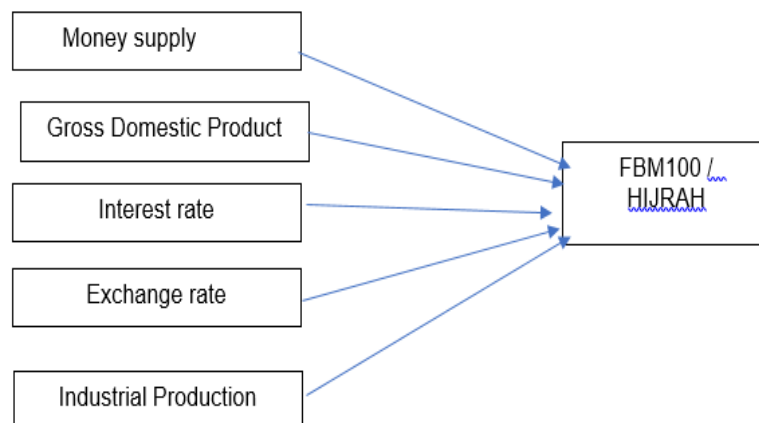 Money supply
Gross Domestic Product
Interest rate
Exchange rate
Industrial Production
FBM100 /
HIJRAH